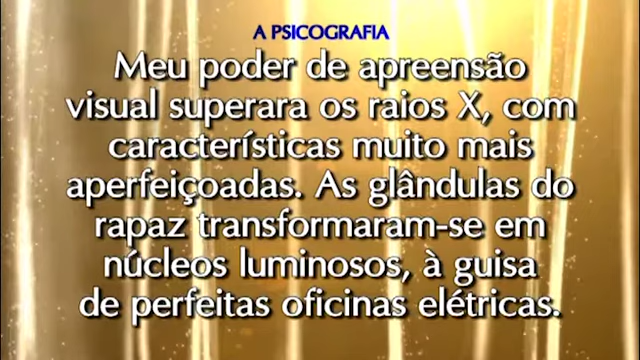 A PSICOGRAFIA
Meu poder de apreensão
visual superara os raios X, com
características muito mais
aperfeiçoadas. As glândulas do
rapaz transformaram-se em
núcleos luminosos, à guisa
de perfeitas oficinas elétricas.